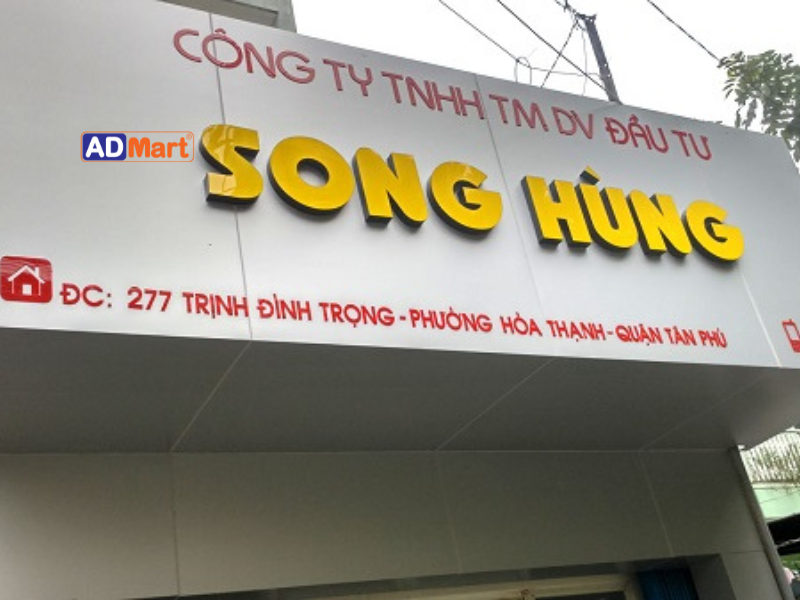 CÔNG TY TNHH TM DV ĐẦU TƯ
ADMart®
SONG HÙNG
ĐC: 277 TRỊNH ĐÌNH TRỌNG - PHƯỜNG HÒA THẠNH - QUẬN TÂN PHÚ